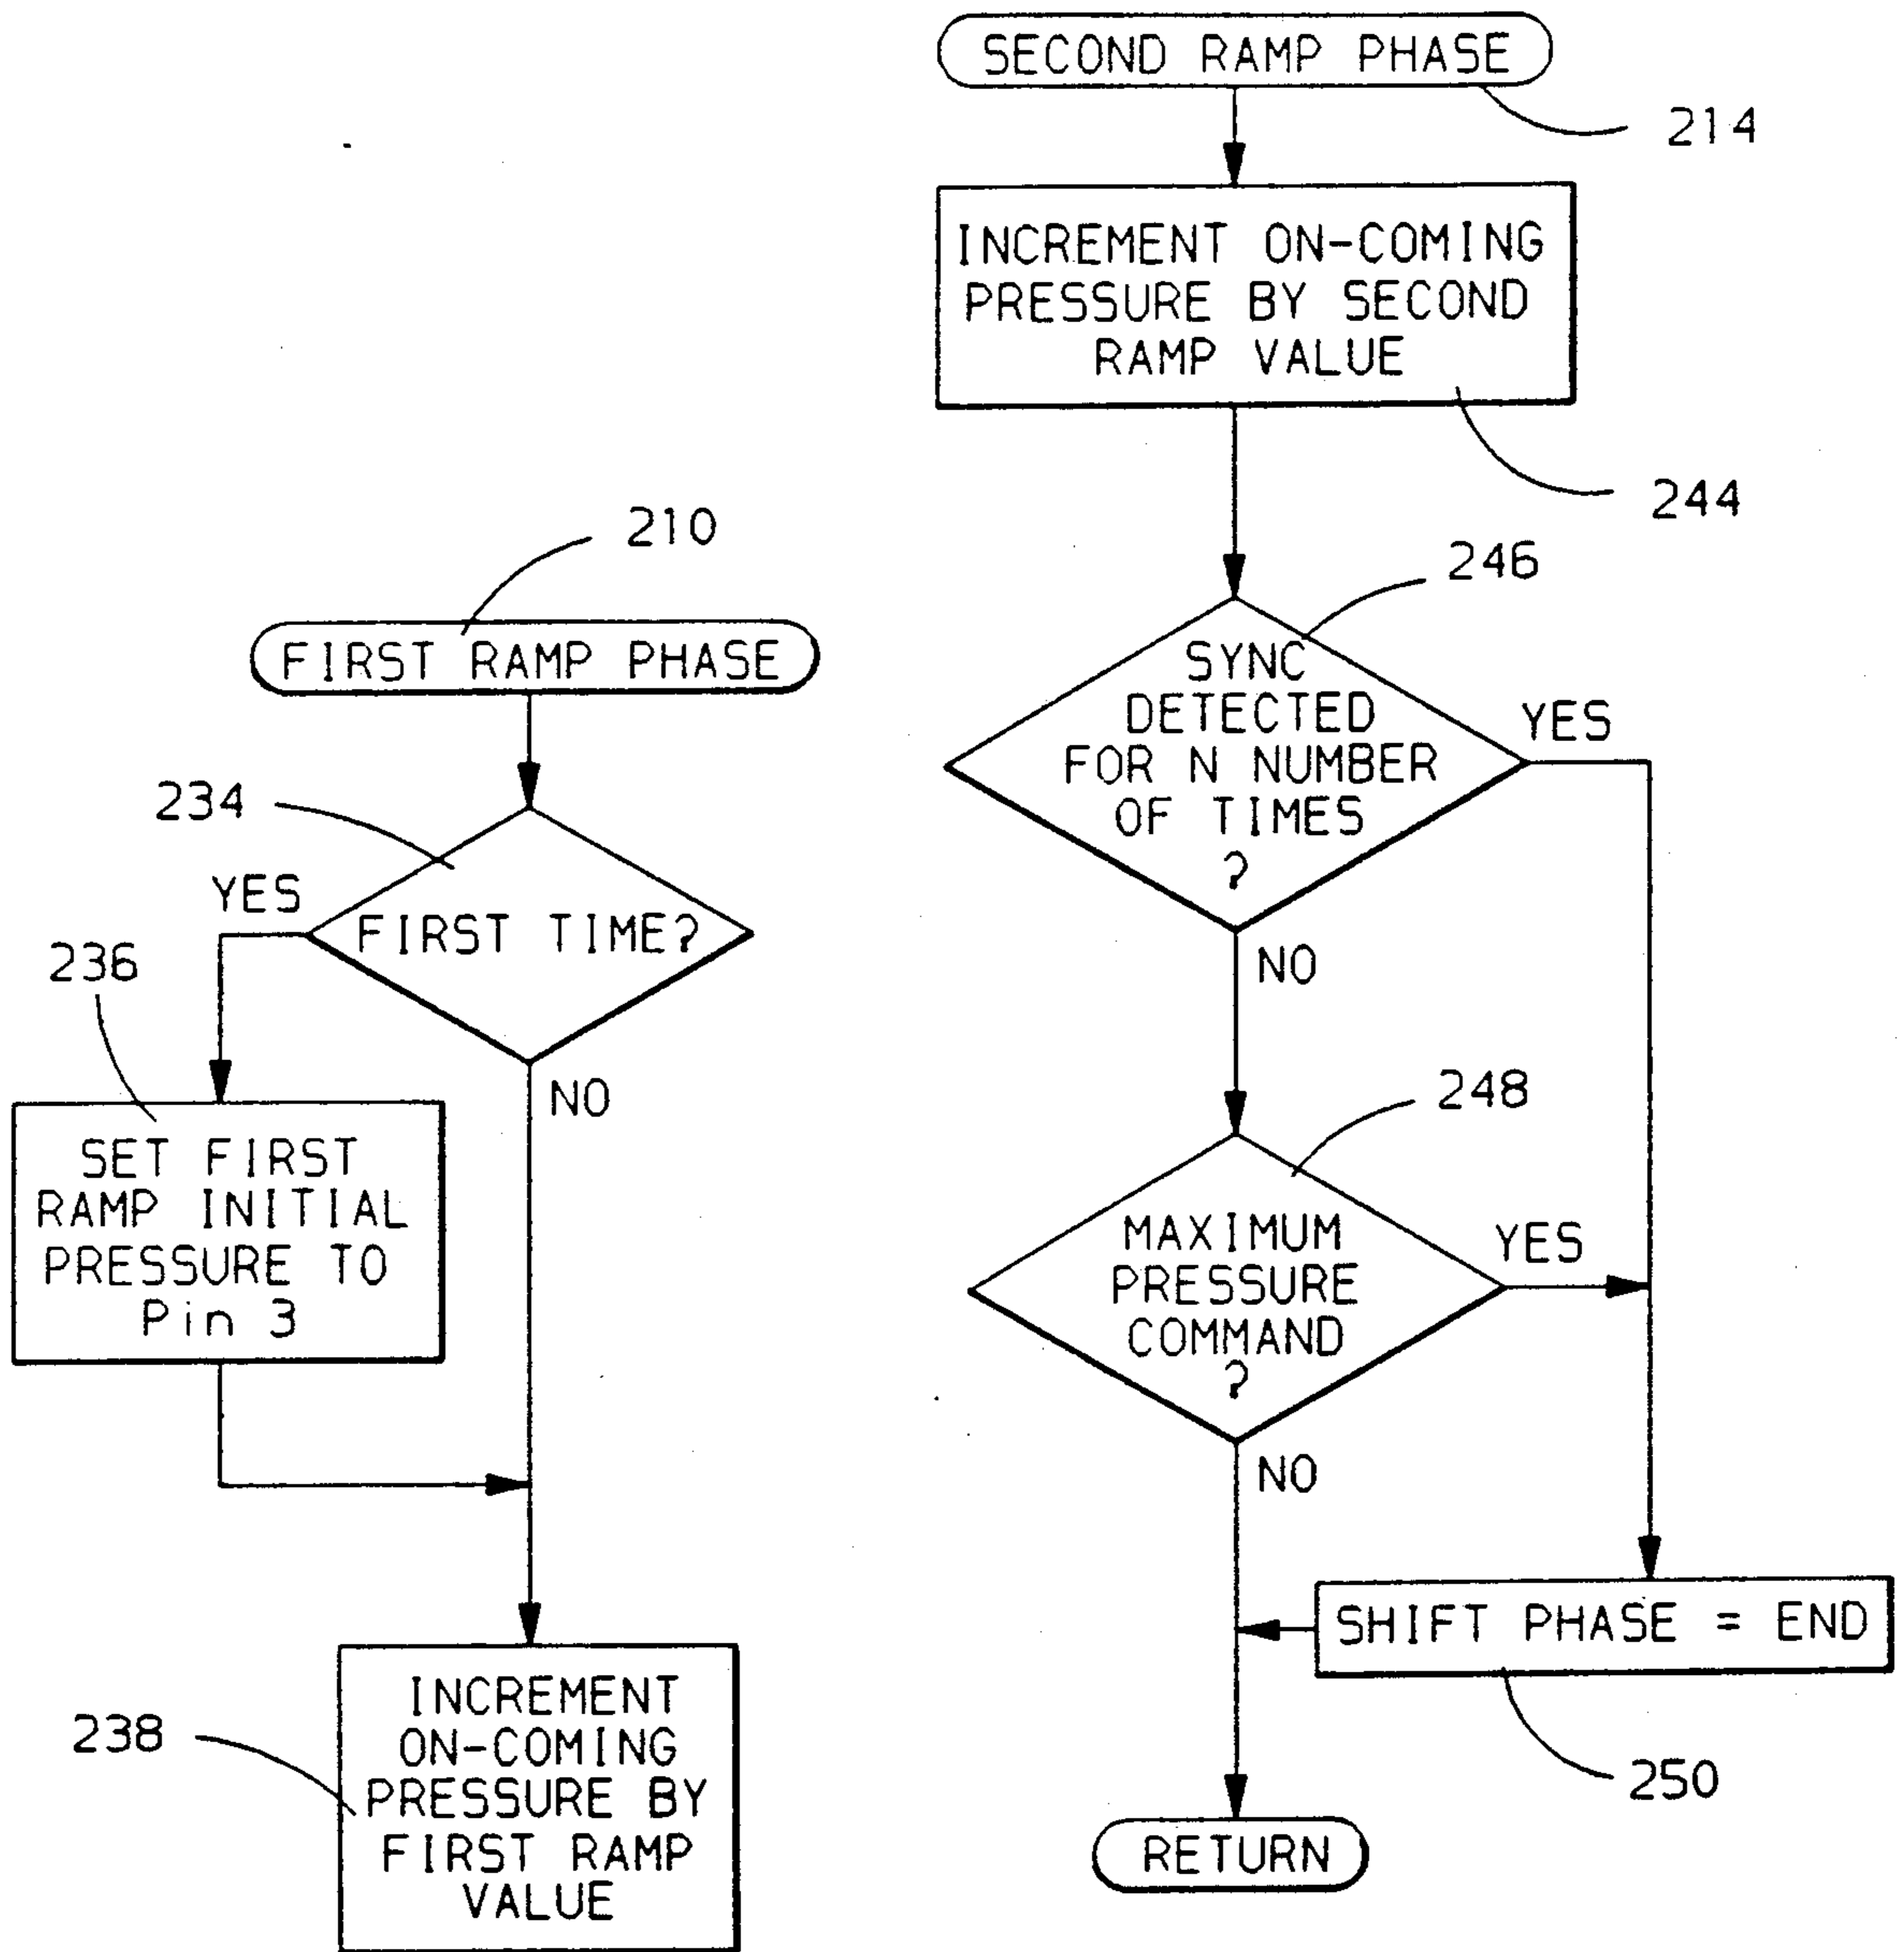 210
FIRST RAMP PHASE
234
YES
FIRST TIME?
236
NO
SET FIRST
RAMP INITIAL
PRESSURE TO
Pin 3
238
INCREMENT
ON-COMING
PRESSURE BY
FIRST RAMP
VALUE
SECOND RAMP PHASE
214
INCREMENT ON-COMING
PRESSURE BY SECOND
RAMP VALUE
244
246
SYNC
DETECTED
FOR N NUMBER
OF TIMES
?
YES
NO
248
MAXIMUM
PRESSURE
COMMAND
?
YES
NO
SHIFT PHASE = END
250
RETURN